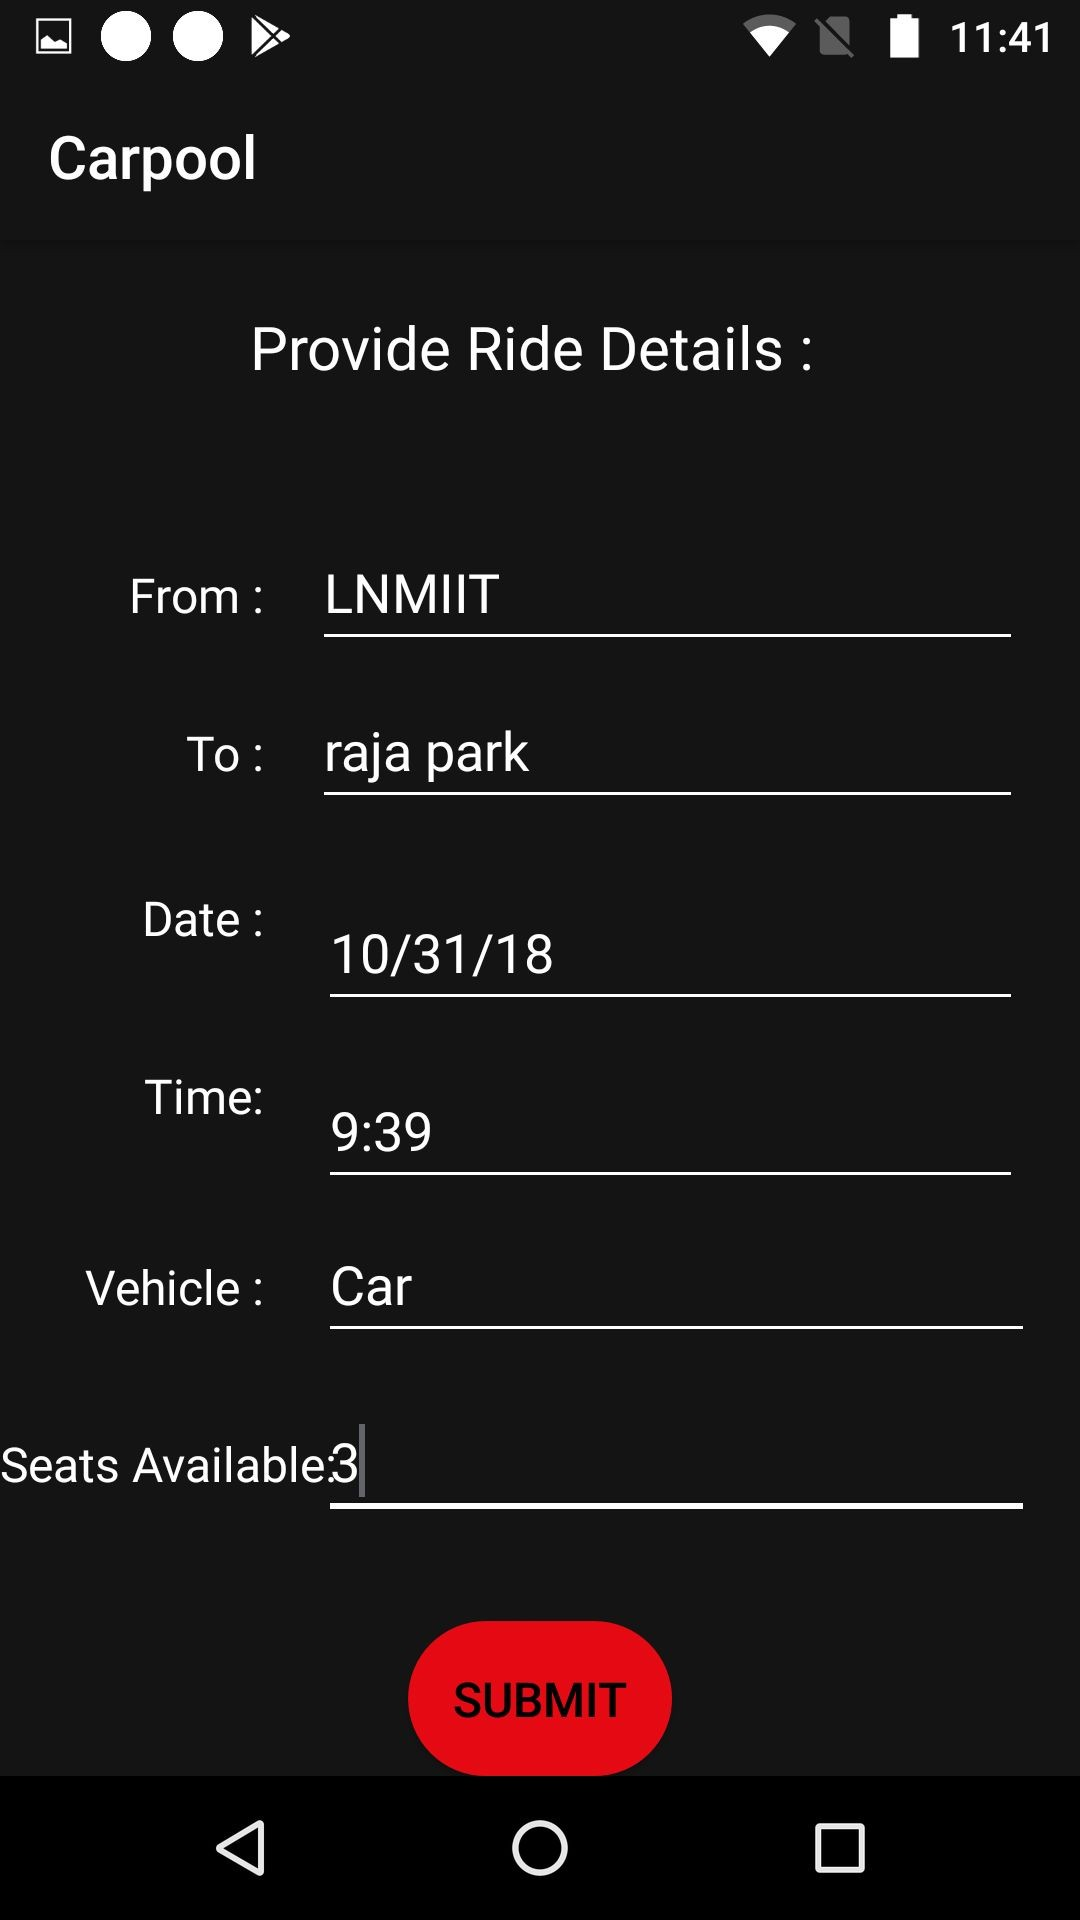 11:41
Carpool
Provide Ride Details :
From : LNMIIT
To : raja park
Date : 10/31/18
Time: 9:39
Vehicle : Car
Seats Available: 3
SUBMIT